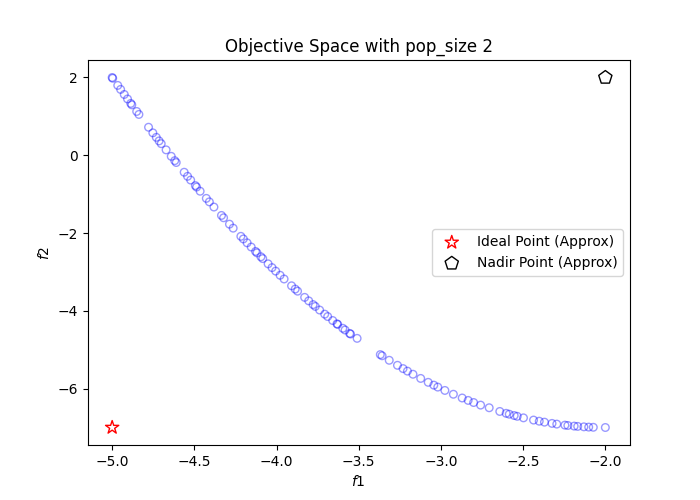 Objective Space with pop_size 2
2
0
−2
−4
−6
f2
Ideal Point (Approx)
Nadir Point (Approx)
−5.0 −4.5 −4.0 −3.5 −3.0 −2.5 −2.0
f1